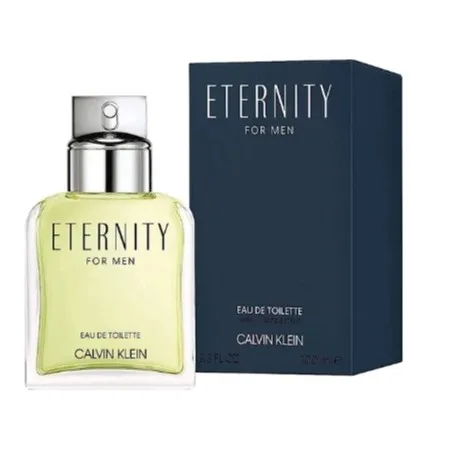 ETERNITY
FOR MEN
EAU DE TOILETTE
CALVIN KLEIN
ETERNITY
FOR MEN
EAU DE TOILETTE
CALVIN KLEIN